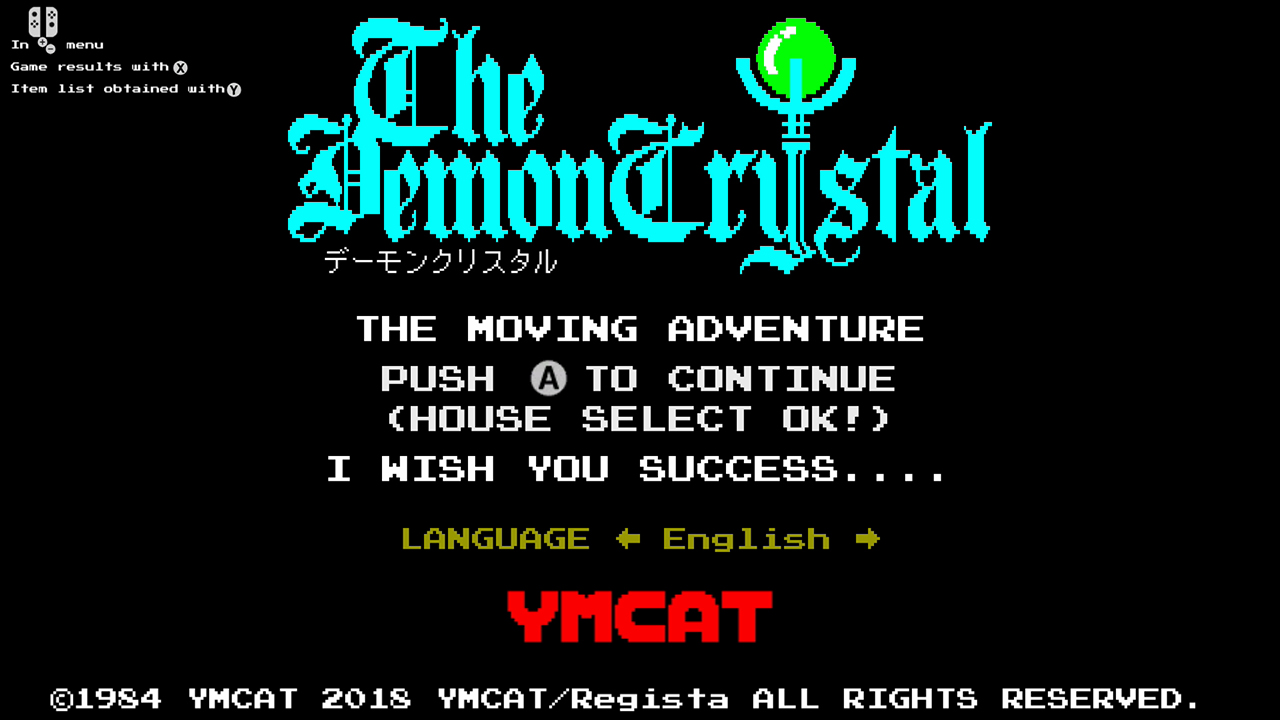 In menu
Game results with X
Item list obtained with Y
The
Demon Crystal
デーモンクリスタル
THE MOVING ADVENTURE
PUSH A TO CONTINUE
(HOUSE SELECT OK!)
I WISH YOU SUCCESS....
LANGUAGE ← English →
YMCAT
©1984 YMCAT 2018 YMCAT/Regista ALL RIGHTS RESERVED.